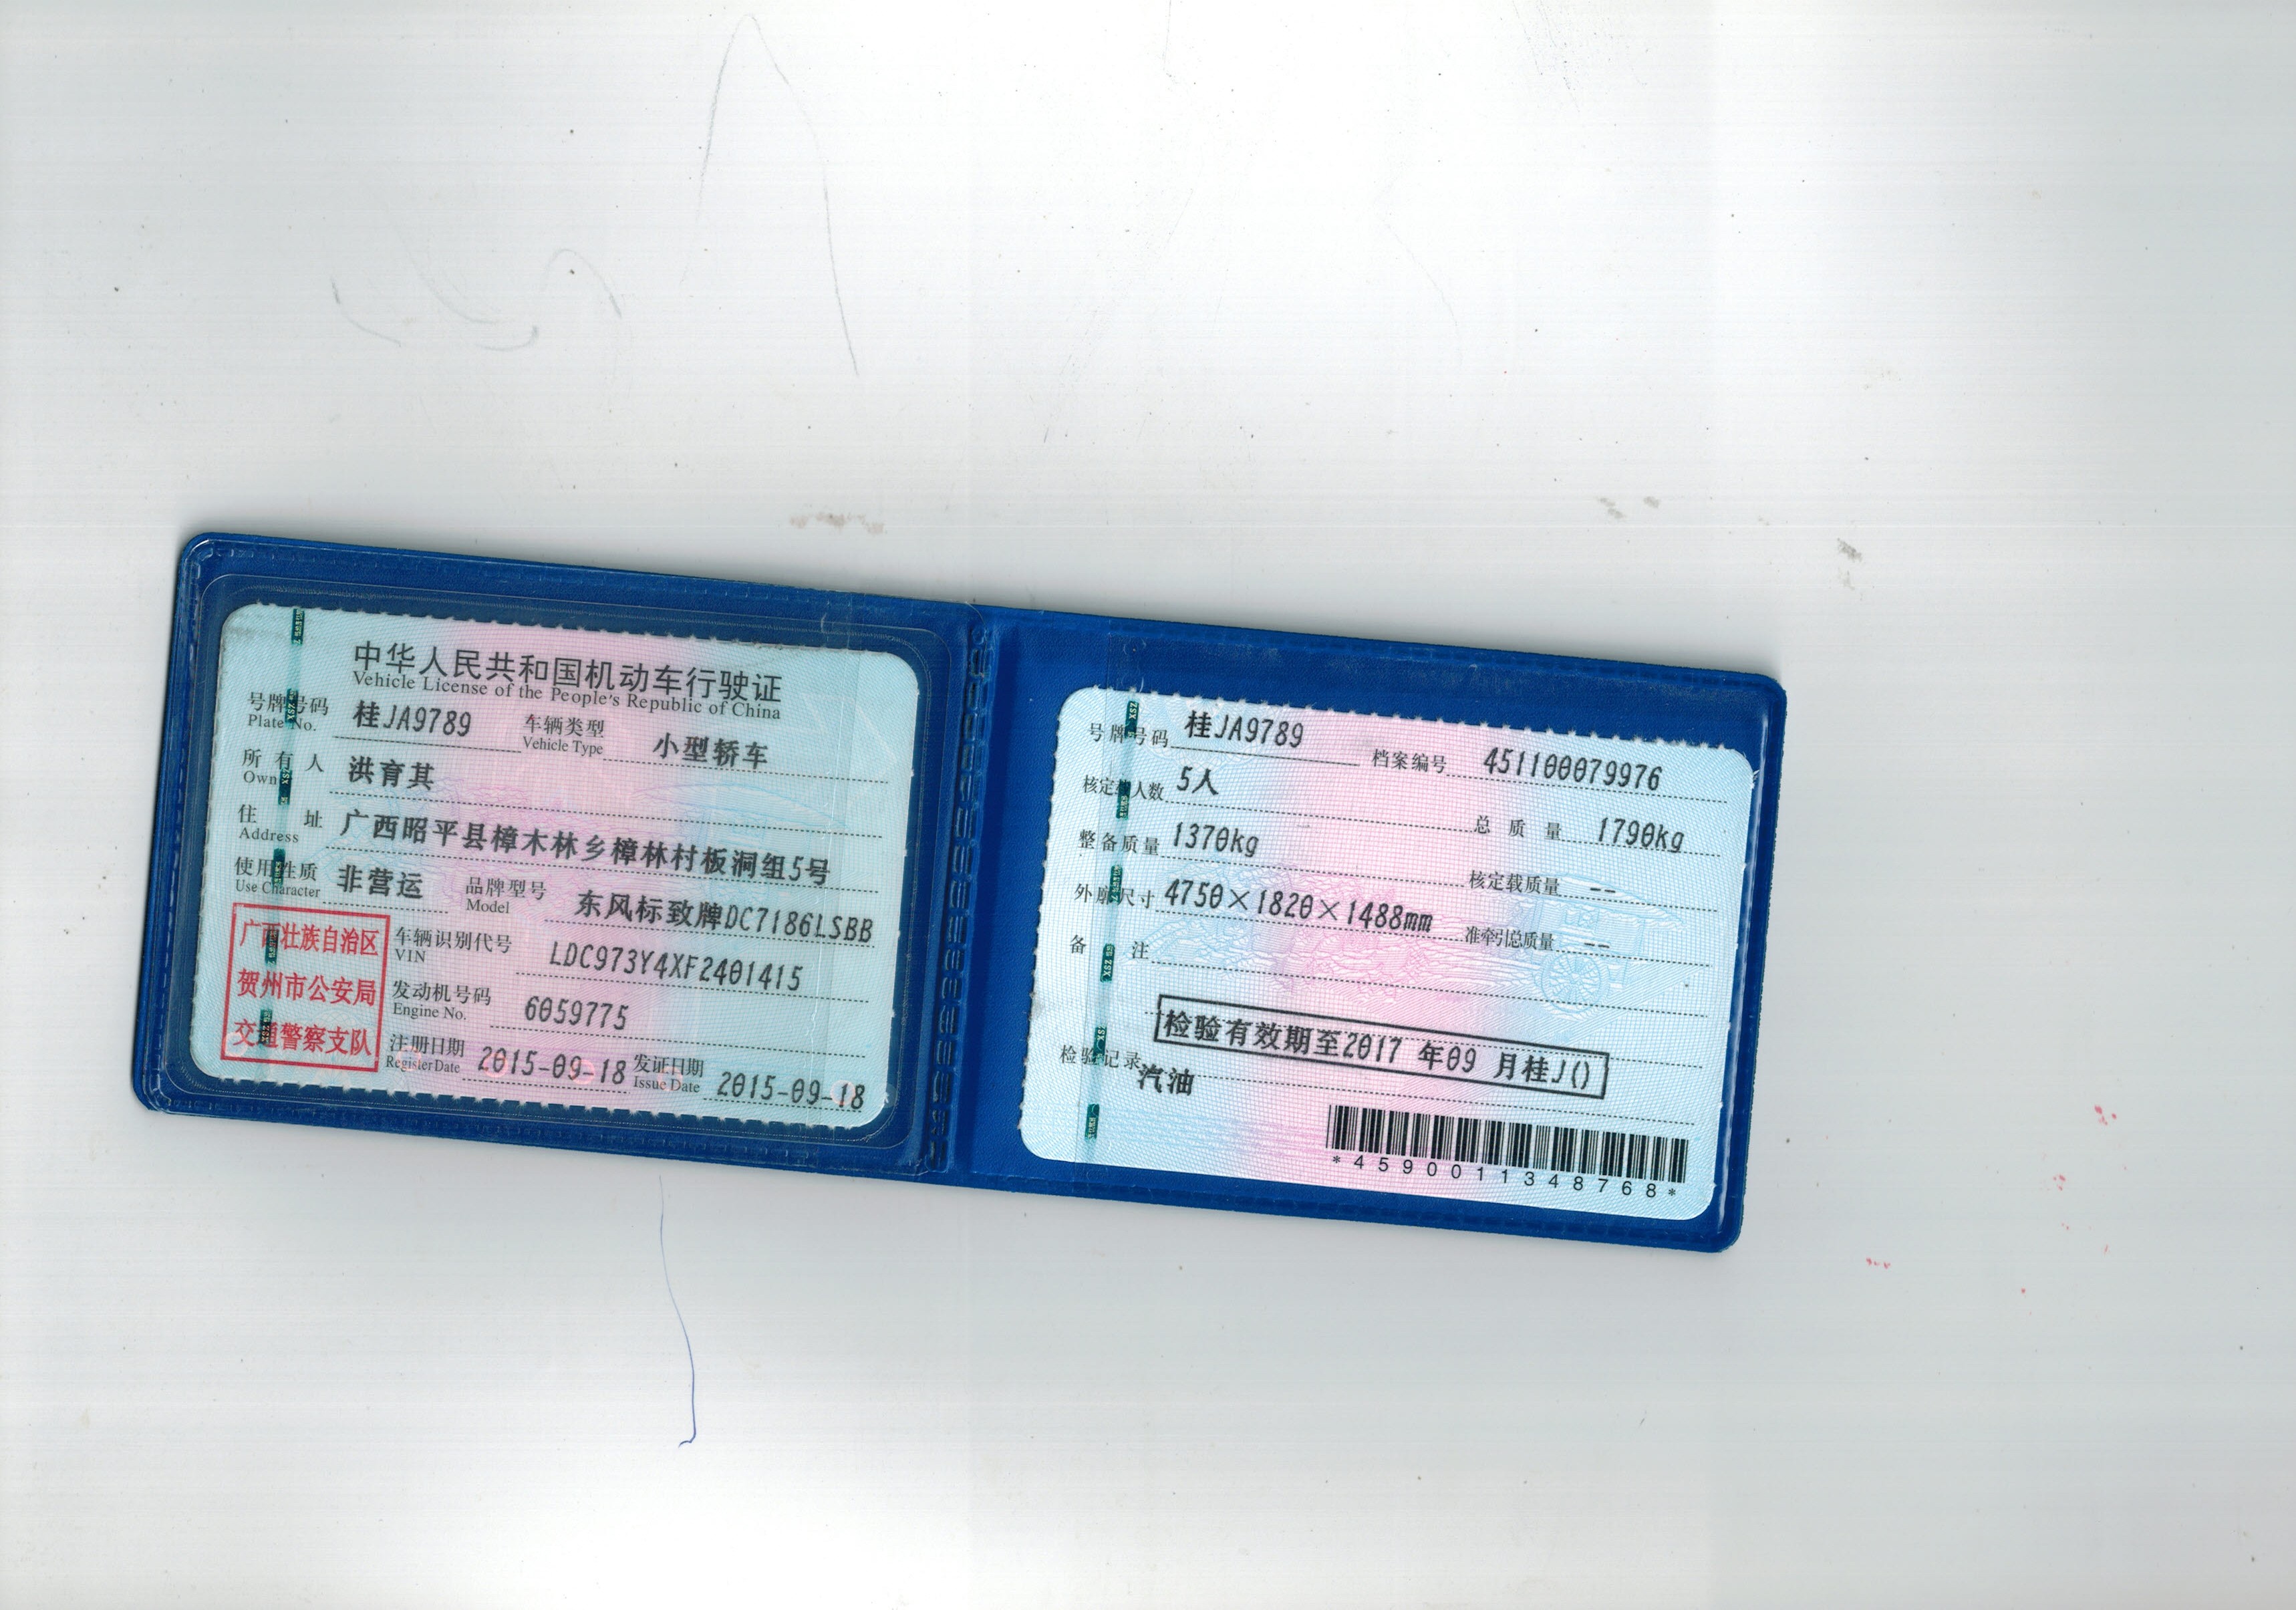 中华人民共和国机动车行驶证
Vehicle License of the People's Republic of China
号牌号码 桂JA9789 车辆类型 小型轿车
Plate No. Vehicle Type
所有人 洪育其
Owner
住址 广西昭平县樟木林乡樟林村板洞组5号
Address
使用性质 非营运 品牌型号 东风标致牌DC7186LSBB
Use Character Model
广西壮族自治区
贺州市公安局
交通警察支队
车辆识别代号 LDC973Y4XF2401415
VIN
发动机号码 6059775
Engine No.
注册日期 2015-09-18 发证日期 2015-09-18
Register Date Issue Date
号牌号码 桂JA9789 档案编号 451100079976
核定载人数 5人 总质量 1790kg
整备质量 1370kg 核定载质量 --
外廓尺寸 4750×1820×1488mm 准牵引总质量 --
备注
检验有效期至2017 年09 月桂J()
检验记录
汽油
*4590011348768*